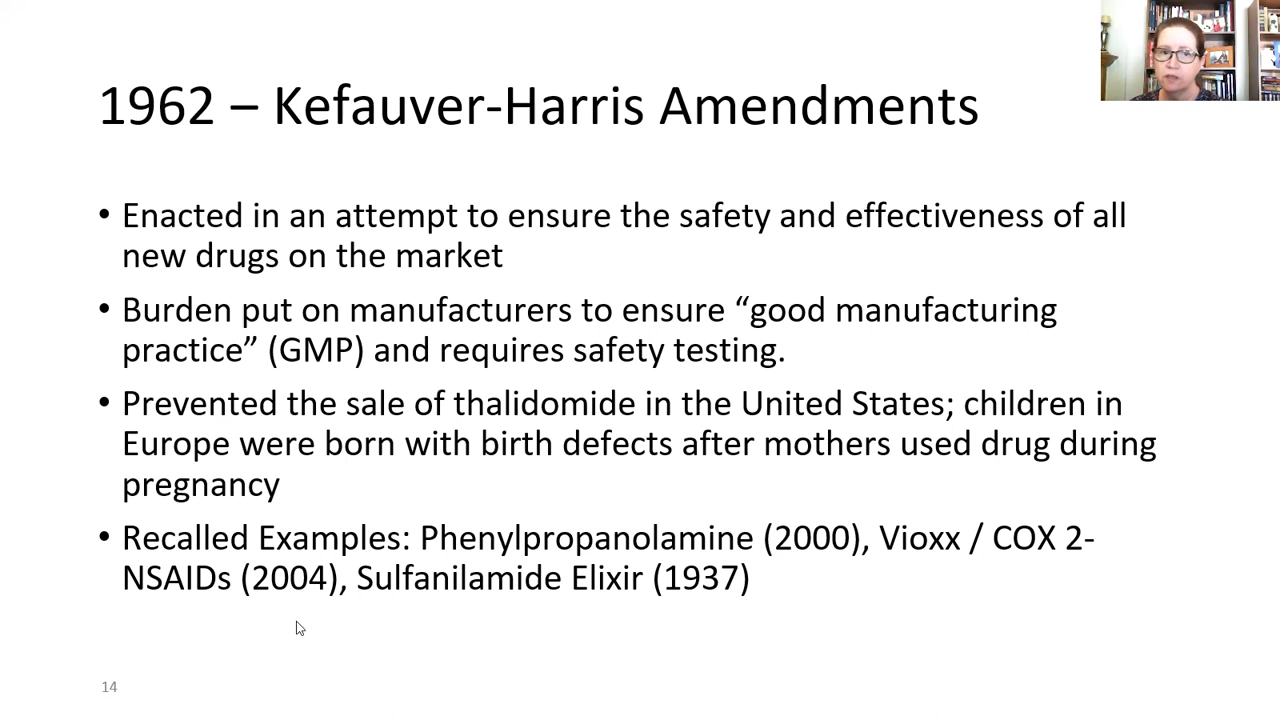 1962 – Kefauver-Harris Amendments
• Enacted in an attempt to ensure the safety and effectiveness of all
new drugs on the market
• Burden put on manufacturers to ensure “good manufacturing
practice” (GMP) and requires safety testing.
• Prevented the sale of thalidomide in the United States; children in
Europe were born with birth defects after mothers used drug during
pregnancy
• Recalled Examples: Phenylpropanolamine (2000), Vioxx / COX 2-
NSAIDs (2004), Sulfanilamide Elixir (1937)
14